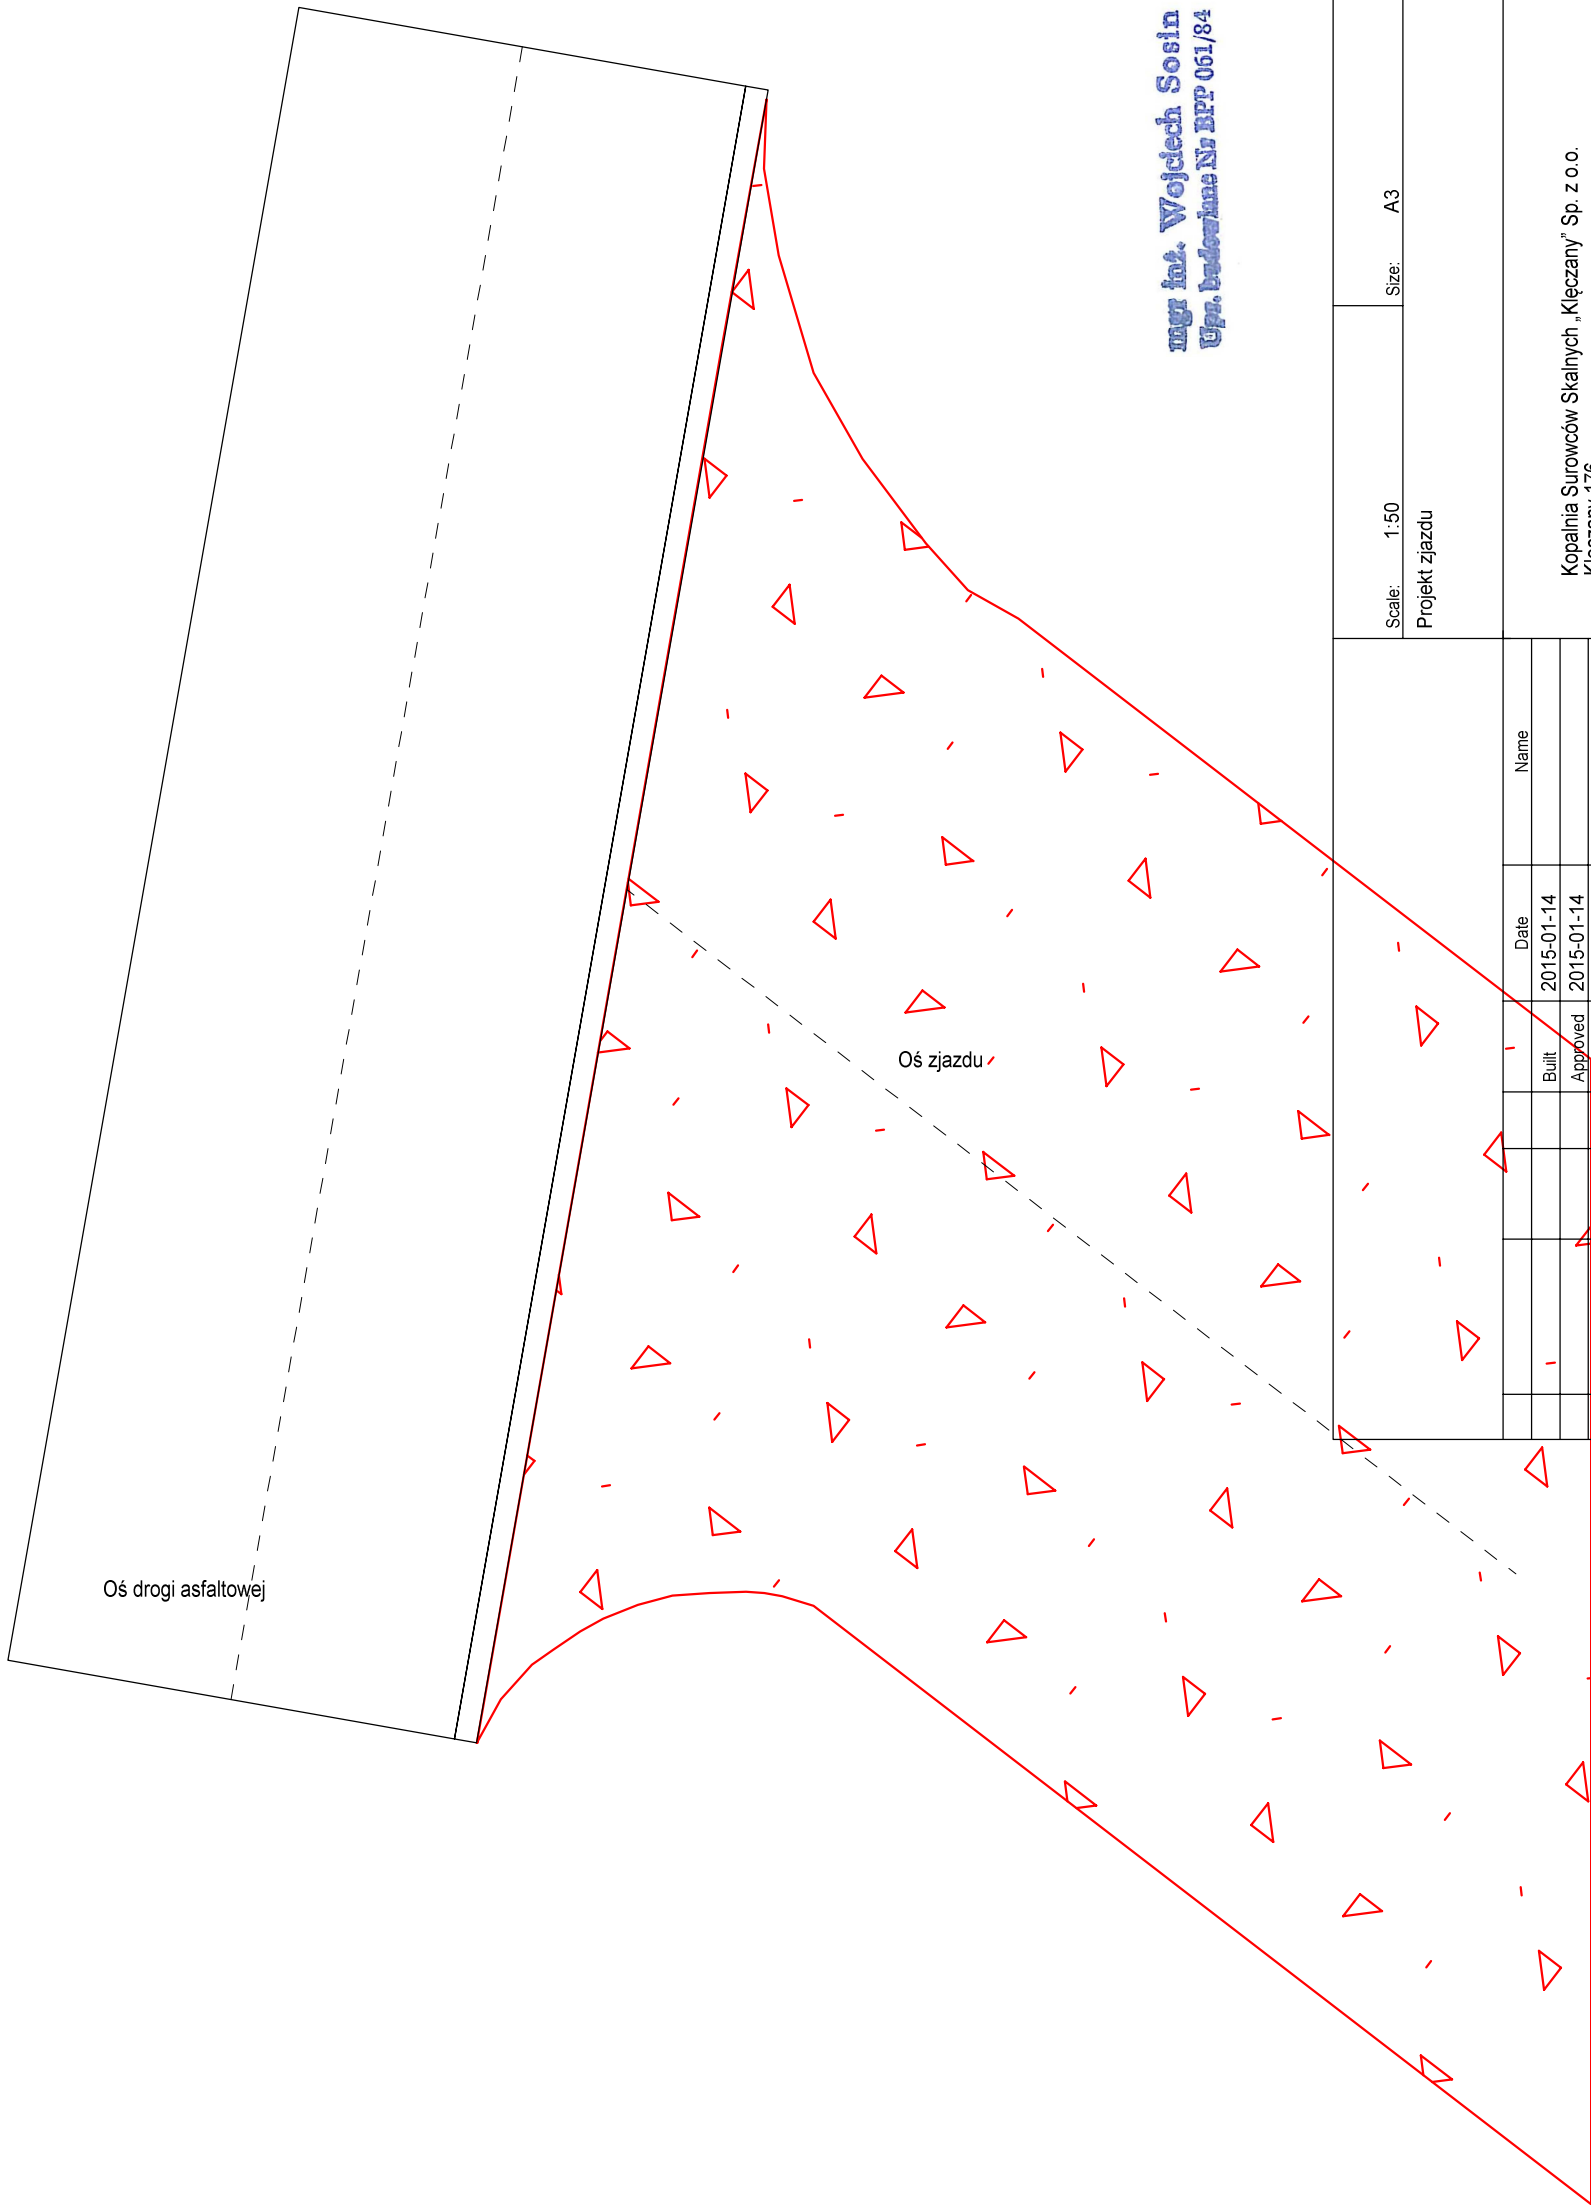 Oś drogi asfaltowej
Oś zjazdu
mgr inż. Wojciech Sosin
Upr. budowlane Nr BPP 061/84
Scale: 1:50
Size: A3
Projekt zjazdu
Date Name
Built 2015-01-14
Approved 2015-01-14
Kopalnia Surowców Skalnych „Klęczany” Sp. z o.o.